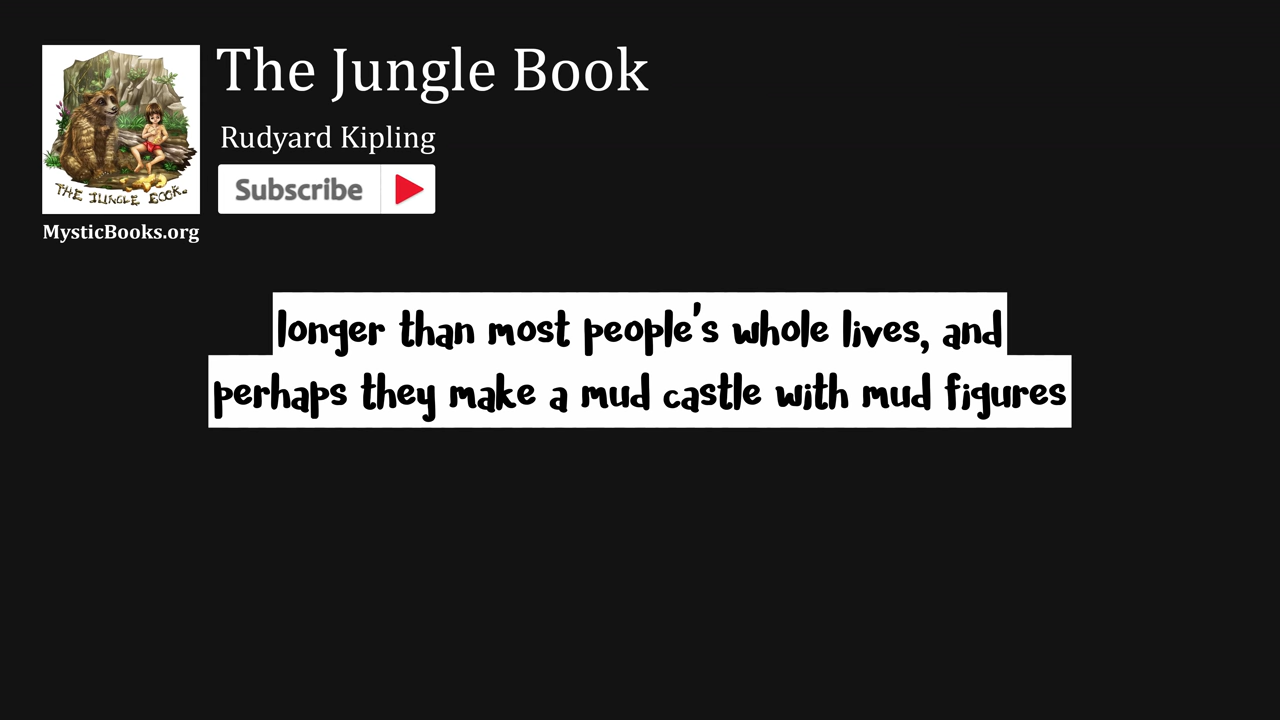 The Jungle Book
Rudyard Kipling
Subscribe
THE JUNGLE BOOK.
MysticBooks.org
longer than most people's whole lives, and
perhaps they make a mud castle with mud figures